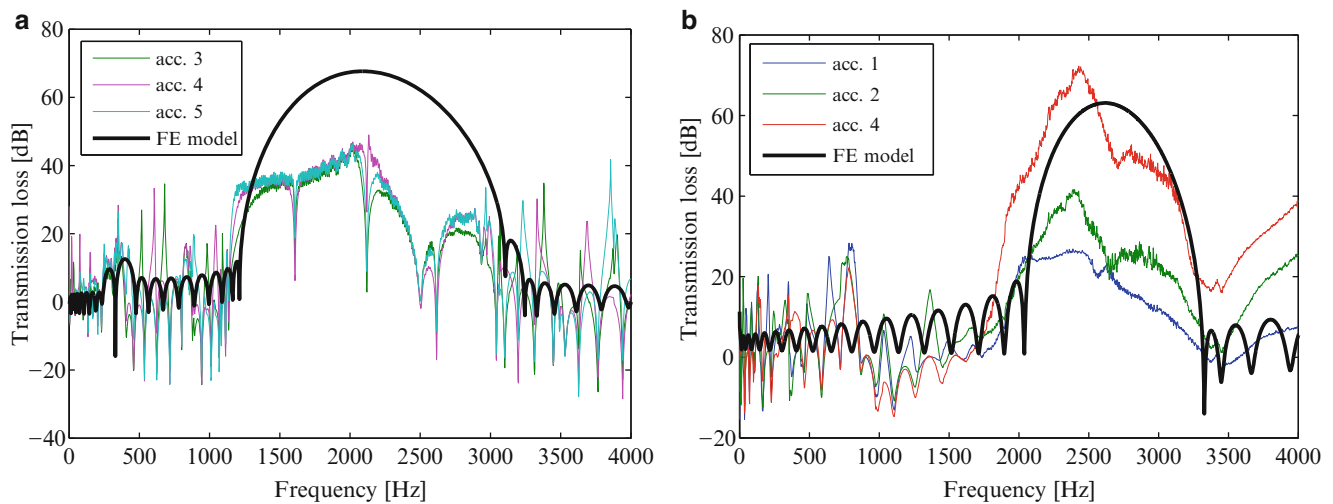 a
80
60
40
20
0
−20
−40
Transmission loss [dB]
acc. 3
acc. 4
acc. 5
FE model
0 500 1000 1500 2000 2500 3000 3500 4000
Frequency [Hz]
b
80
60
40
20
0
−20
Transmission loss [dB]
acc. 1
acc. 2
acc. 4
FE model
0 500 1000 1500 2000 2500 3000 3500 4000
Frequency [Hz]